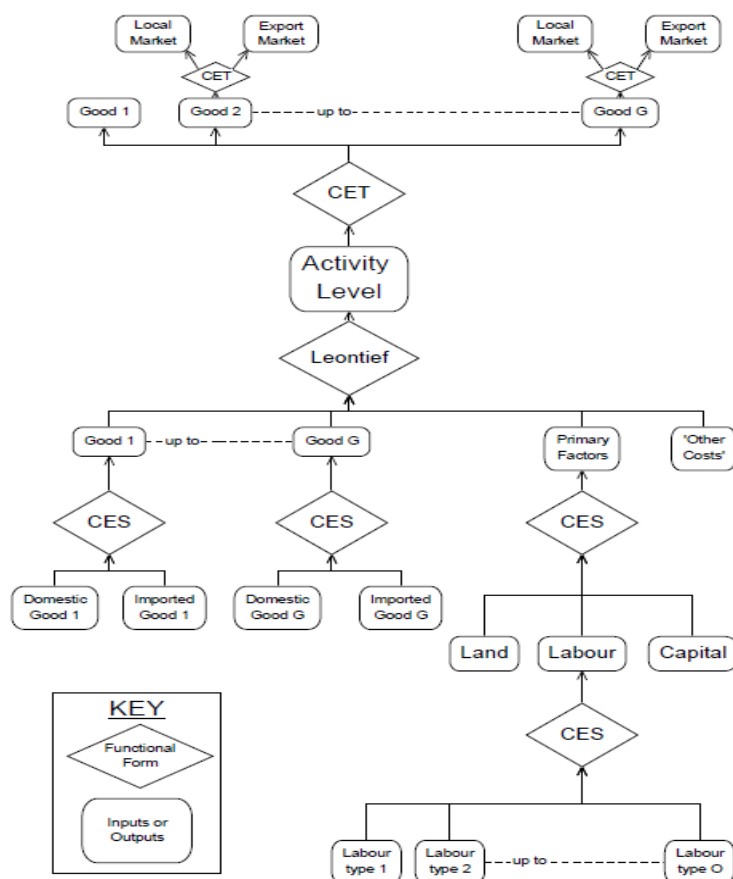 Local
Market
Export
Market
Local
Market
Export
Market
CET
CET
Good 1
Good 2
up to
Good G
CET
Activity
Level
Leontief
Good 1
up to
Good G
Primary
Factors
'Other
Costs'
CES
CES
CES
Domestic
Good 1
Imported
Good 1
Domestic
Good G
Imported
Good G
Land
Labour
Capital
KEY
Functional
Form
Inputs or
Outputs
CES
Labour
type 1
Labour
type 2
up to
Labour
type O